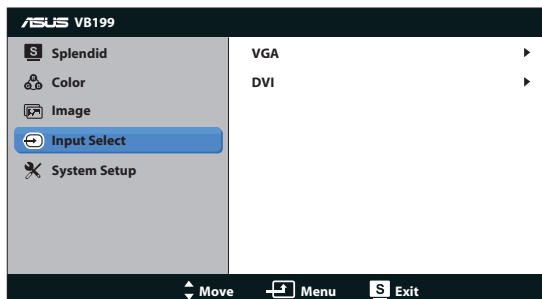 ASUS VB199
S Splendid
Color
Image
Input Select
System Setup
VGA
DVI
Move Menu S Exit